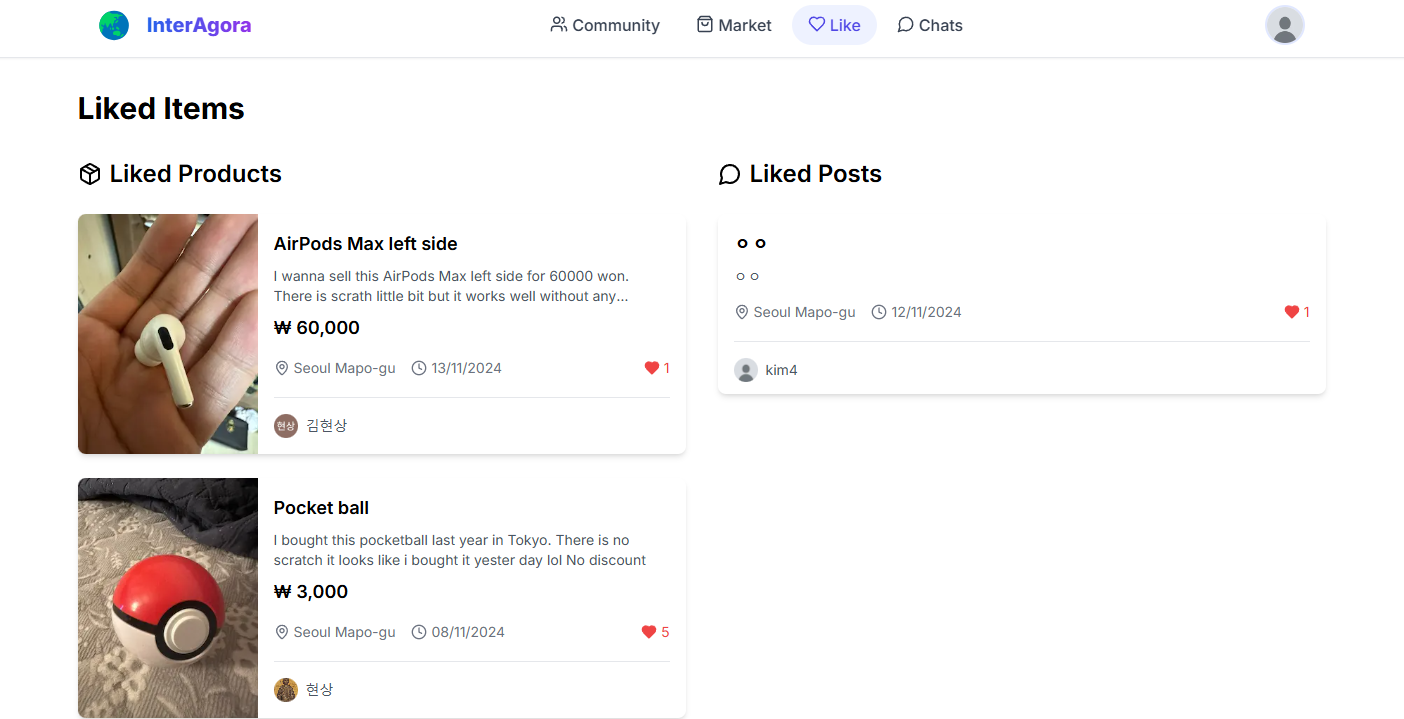 InterAgora
Community
Market
Like
Chats
Liked Items
Liked Products
AirPods Max left side
I wanna sell this AirPods Max left side for 60000 won.
There is scrath little bit but it works well without any...
₩ 60,000
Seoul Mapo-gu 13/11/2024 1
현상 김현상
Pocket ball
I bought this pocketball last year in Tokyo. There is no
scratch it looks like i bought it yester day lol No discount
₩ 3,000
Seoul Mapo-gu 08/11/2024 5
현상
Liked Posts
ㅇㅇ
ㅇㅇ
Seoul Mapo-gu 12/11/2024 1
kim4